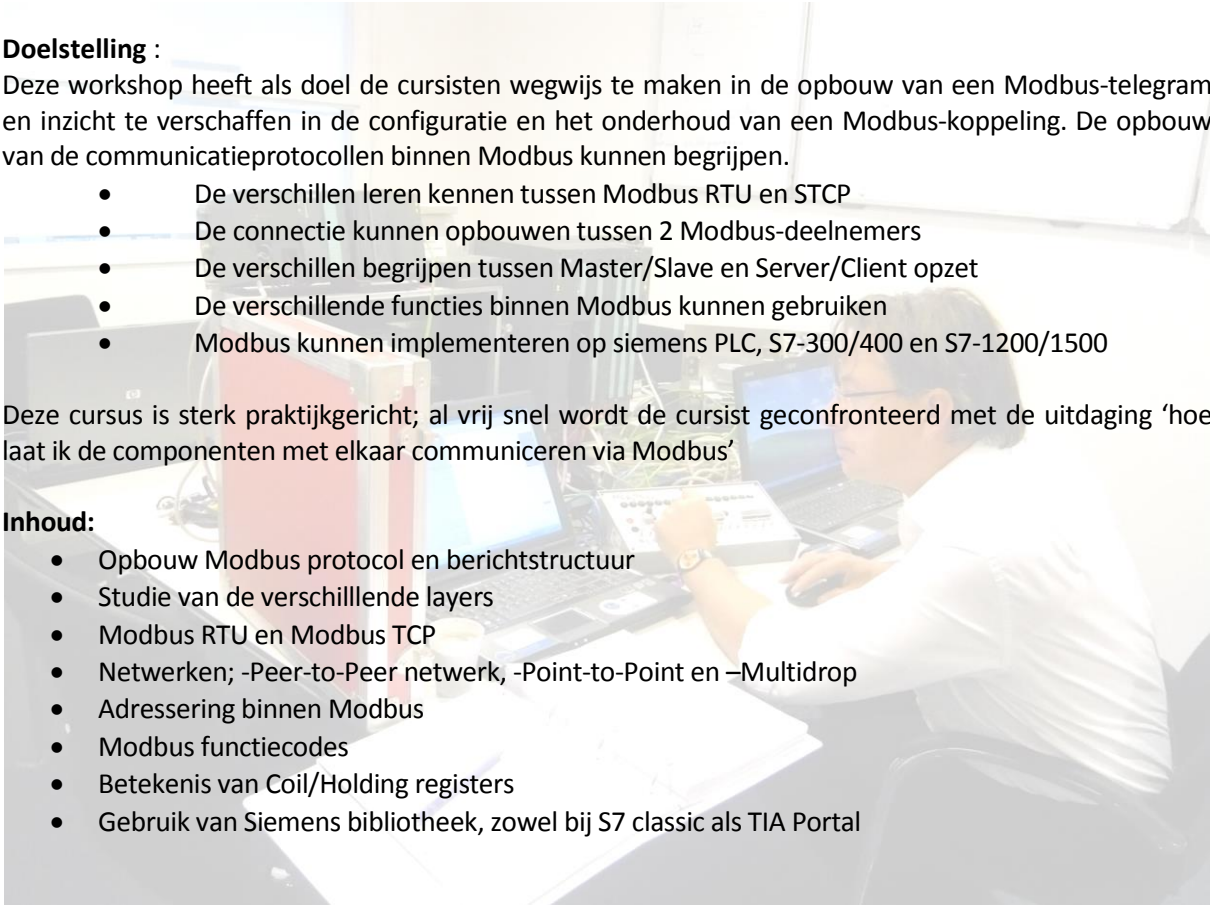 Doelstelling :
Deze workshop heeft als doel de cursisten wegwijs te maken in de opbouw van een Modbus-telegram
en inzicht te verschaffen in de configuratie en het onderhoud van een Modbus-koppeling. De opbouw
van de communicatieprotocollen binnen Modbus kunnen begrijpen.
• De verschillen leren kennen tussen Modbus RTU en STCP
• De connectie kunnen opbouwen tussen 2 Modbus-deelnemers
• De verschillen begrijpen tussen Master/Slave en Server/Client opzet
• De verschillende functies binnen Modbus kunnen gebruiken
• Modbus kunnen implementeren op siemens PLC, S7-300/400 en S7-1200/1500
Deze cursus is sterk praktijkgericht; al vrij snel wordt de cursist geconfronteerd met de uitdaging ‘hoe
laat ik de componenten met elkaar communiceren via Modbus’
Inhoud:
• Opbouw Modbus protocol en berichtstructuur
• Studie van de verschilllende layers
• Modbus RTU en Modbus TCP
• Netwerken; -Peer-to-Peer netwerk, -Point-to-Point en –Multidrop
• Adressering binnen Modbus
• Modbus functiecodes
• Betekenis van Coil/Holding registers
• Gebruik van Siemens bibliotheek, zowel bij S7 classic als TIA Portal